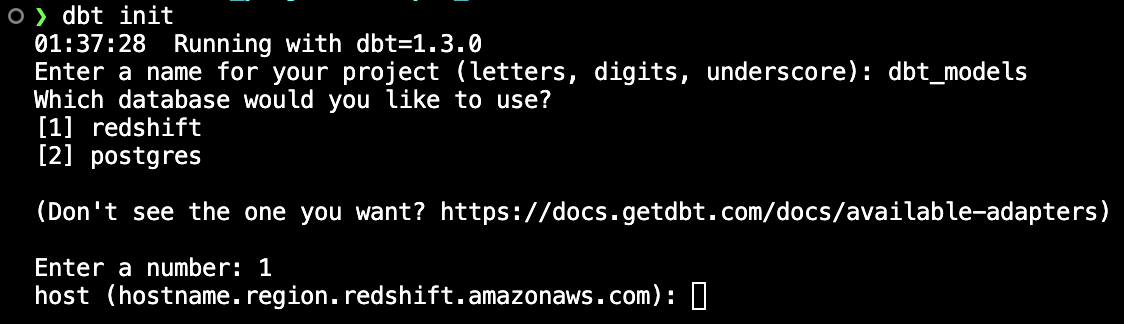 ❯ dbt init
01:37:28  Running with dbt=1.3.0
Enter a name for your project (letters, digits, underscore): dbt_models
Which database would you like to use?
[1] redshift
[2] postgres
(Don't see the one you want? https://docs.getdbt.com/docs/available-adapters)
Enter a number: 1
host (hostname.region.redshift.amazonaws.com):